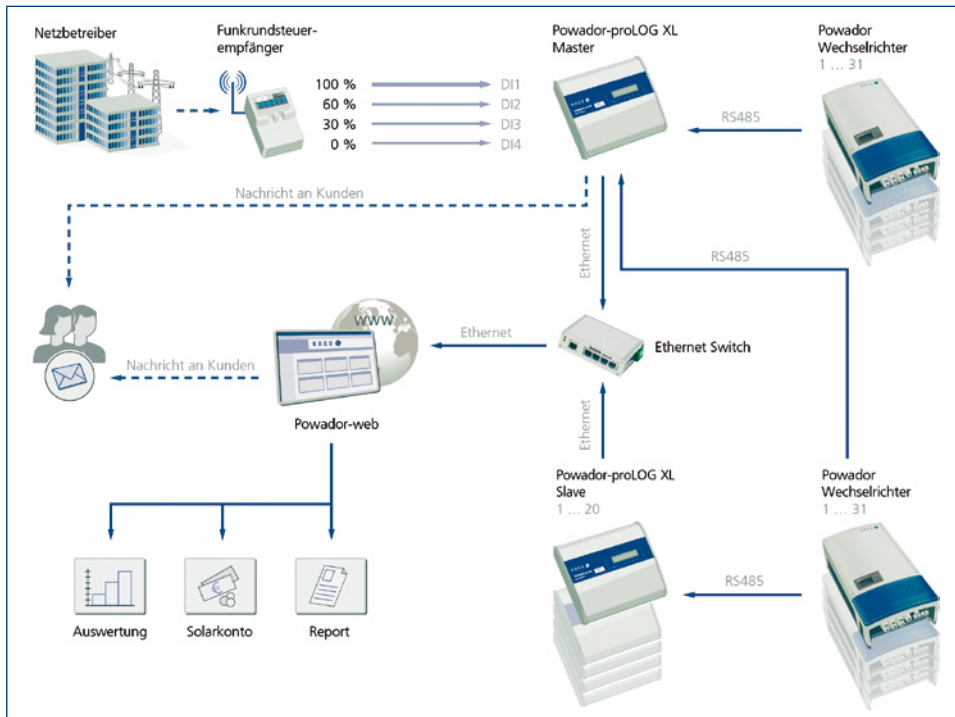 Netzbetreiber
Funkrundsteuer-
empfänger
100 %
60 %
30 %
0 %
DI1
DI2
DI3
DI4
Powador-proLOG XL
Master
RS485
Powador
Wechselrichter
1 ... 31
Nachricht an Kunden
Ethernet
RS485
www
KACO
Ethernet
Ethernet Switch
Nachricht an Kunden
Powador-web
Ethernet
Powador-proLOG XL
Slave
1 ... 20
RS485
Powador
Wechselrichter
1 ... 31
Auswertung
Solarkonto
Report